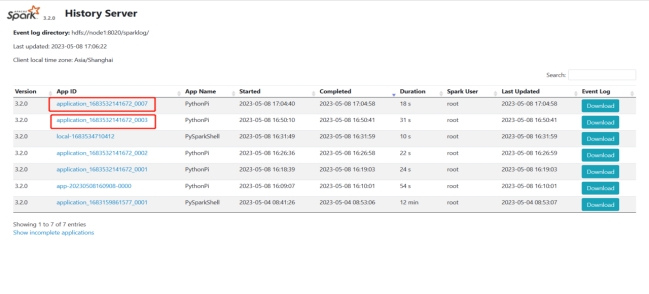 APACHE Spark 3.2.0 History Server
Event log directory: hdfs://node1:8020/sparklog/
Last updated: 2023-05-08 17:06:22
Client local time zone: Asia/Shanghai
Search:
Version App ID App Name Started Completed Duration Spark User Last Updated Event Log
3.2.0 application_1683532141672_0007 PythonPi 2023-05-08 17:04:40 2023-05-08 17:04:58 18 s root 2023-05-08 17:04:58 Download
3.2.0 application_1683532141672_0003 PythonPi 2023-05-08 16:50:10 2023-05-08 16:50:41 31 s root 2023-05-08 16:50:41 Download
3.2.0 local-1683534710412 PySparkShell 2023-05-08 16:31:49 2023-05-08 16:31:59 10 s root 2023-05-08 16:31:59 Download
3.2.0 application_1683532141672_0002 PythonPi 2023-05-08 16:26:36 2023-05-08 16:26:58 22 s root 2023-05-08 16:26:59 Download
3.2.0 application_1683532141672_0001 PythonPi 2023-05-08 16:18:39 2023-05-08 16:19:03 24 s root 2023-05-08 16:19:03 Download
3.2.0 app-20230508160908-0000 PythonPi 2023-05-08 16:09:07 2023-05-08 16:10:01 54 s root 2023-05-08 16:10:01 Download
3.2.0 application_1683159861577_0001 PySparkShell 2023-05-04 08:41:26 2023-05-04 08:53:06 12 min root 2023-05-04 08:53:07 Download
Showing 1 to 7 of 7 entries
Show incomplete applications